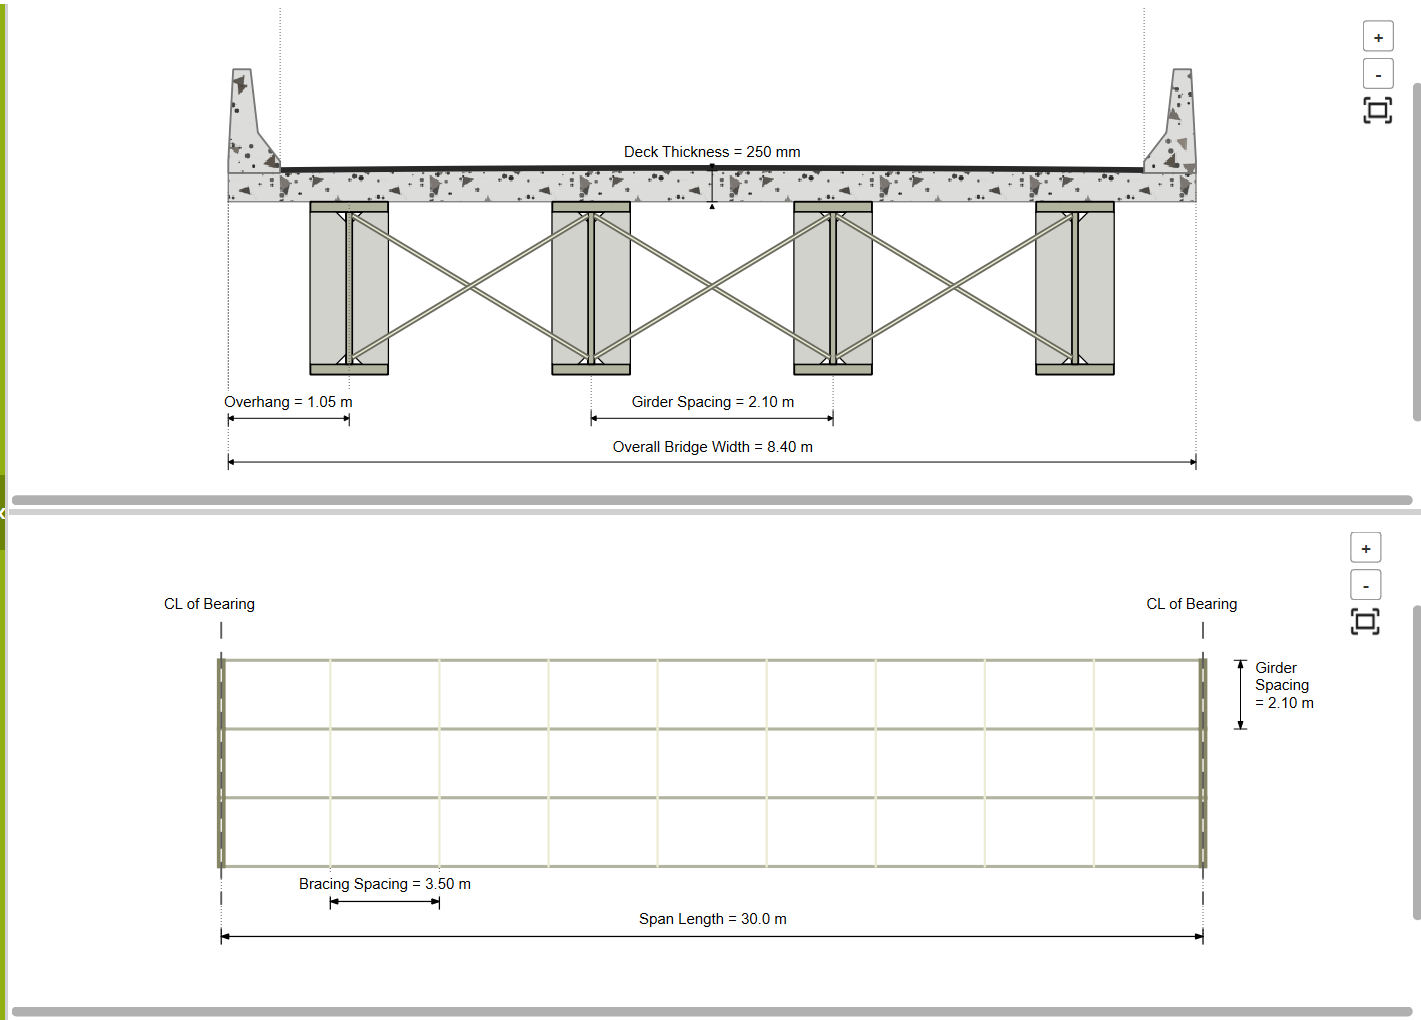 +
-
Deck Thickness = 250 mm
Overhang = 1.05 m
Girder Spacing = 2.10 m
Overall Bridge Width = 8.40 m
+
-
CL of Bearing
CL of Bearing
Girder
Spacing
= 2.10 m
Bracing Spacing = 3.50 m
Span Length = 30.0 m